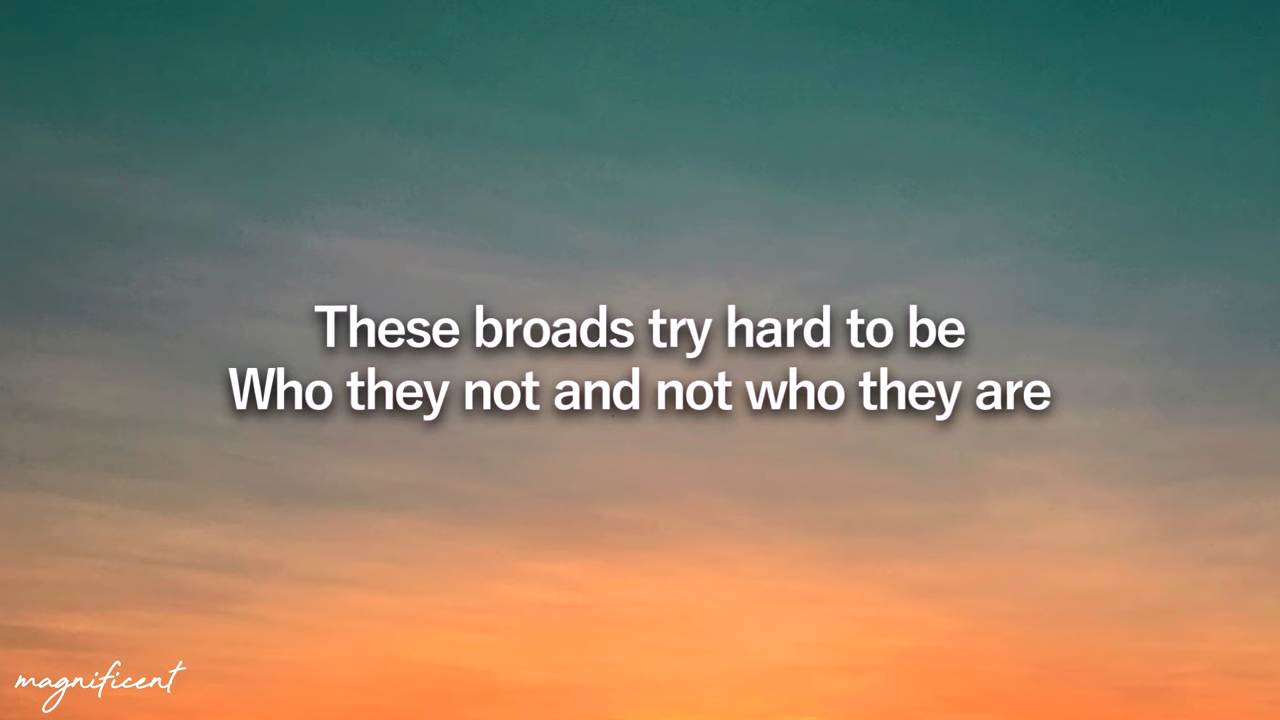 These broads try hard to be
Who they not and not who they are
magnificent